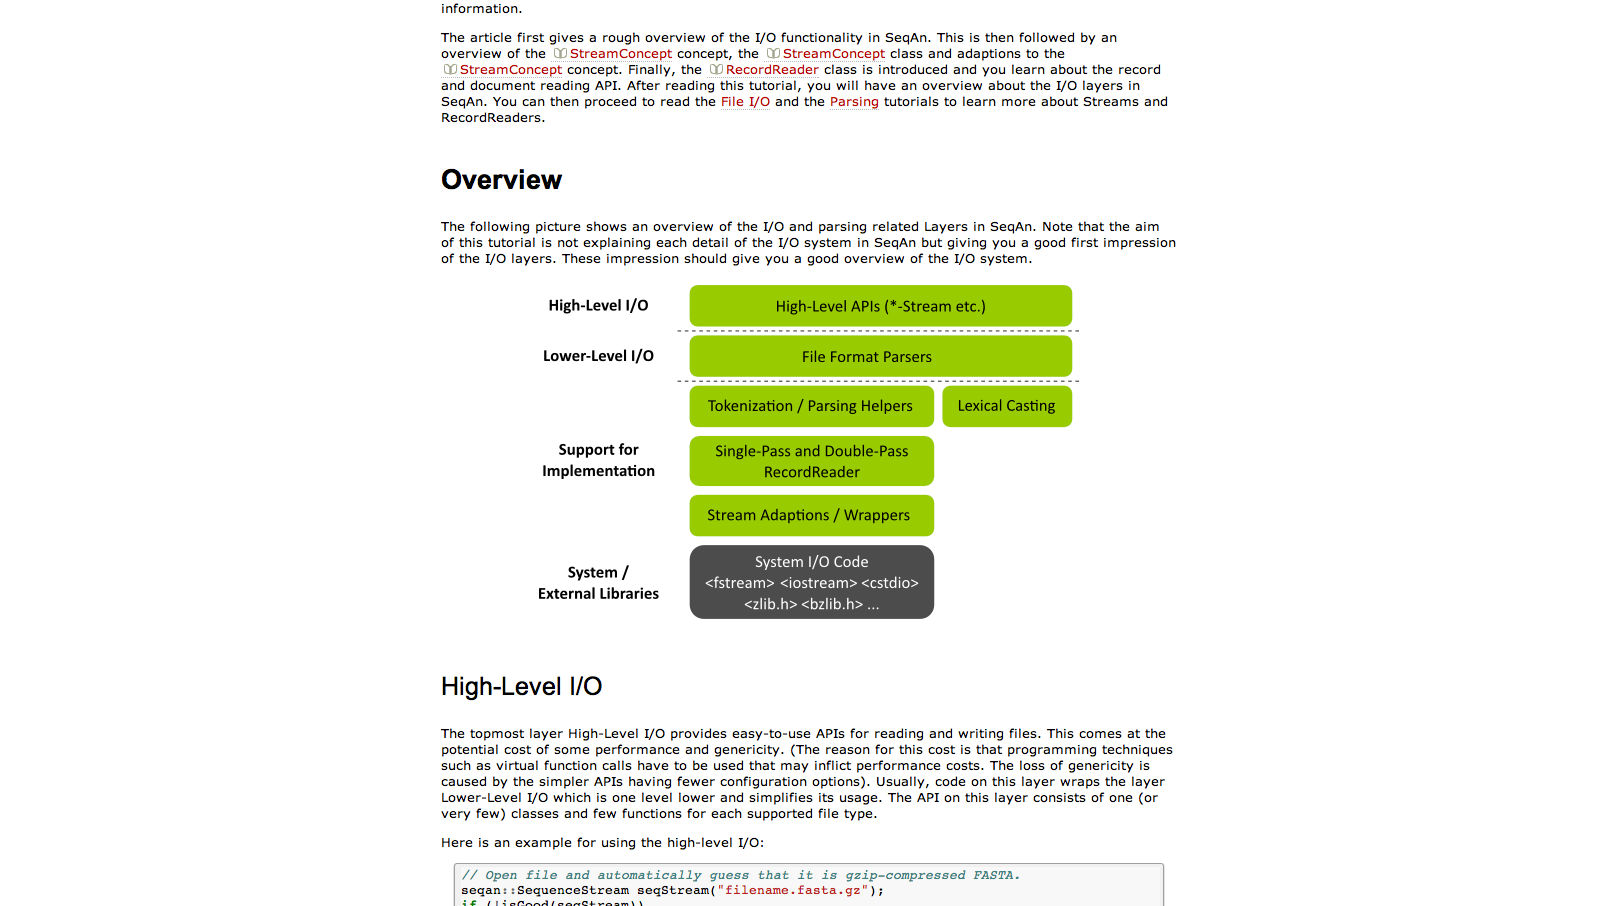 information.
The article first gives a rough overview of the I/O functionality in SeqAn. This is then followed by an
overview of the StreamConcept concept, the StreamConcept class and adaptions to the
StreamConcept concept. Finally, the RecordReader class is introduced and you learn about the record
and document reading API. After reading this tutorial, you will have an overview about the I/O layers in
SeqAn. You can then proceed to read the File I/O and the Parsing tutorials to learn more about Streams and
RecordReaders.
Overview
The following picture shows an overview of the I/O and parsing related Layers in SeqAn. Note that the aim
of this tutorial is not explaining each detail of the I/O system in SeqAn but giving you a good first impression
of the I/O layers. These impression should give you a good overview of the I/O system.
High-Level I/O
High-Level APIs (*-Stream etc.)
Lower-Level I/O
File Format Parsers
Tokenization / Parsing Helpers
Lexical Casting
Support for
Implementation
Single-Pass and Double-Pass
RecordReader
Stream Adaptions / Wrappers
System /
External Libraries
System I/O Code
<fstream> <iostream> <cstdio>
<zlib.h> <bzlib.h> ...
High-Level I/O
The topmost layer High-Level I/O provides easy-to-use APIs for reading and writing files. This comes at the
potential cost of some performance and genericity. (The reason for this cost is that programming techniques
such as virtual function calls have to be used that may inflict performance costs. The loss of genericity is
caused by the simpler APIs having fewer configuration options). Usually, code on this layer wraps the layer
Lower-Level I/O which is one level lower and simplifies its usage. The API on this layer consists of one (or
very few) classes and few functions for each supported file type.
Here is an example for using the high-level I/O:
// Open file and automatically guess that it is gzip-compressed FASTA.
seqan::SequenceStream seqStream("filename.fasta.gz");
if (!isGood(seqStream))